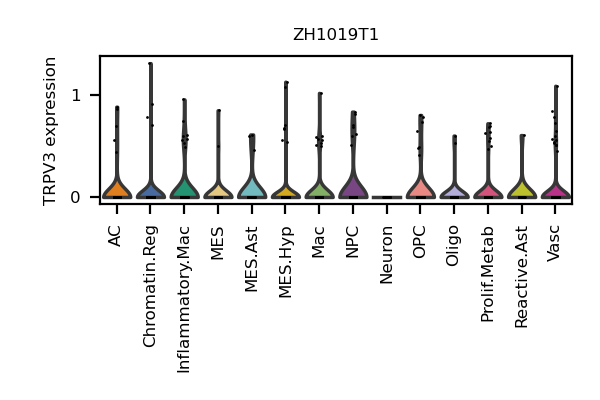 ZH1019T1
TRPV3 expression
1
0
AC
Chromatin.Reg
Inflammatory.Mac
MES
MES.Ast
MES.Hyp
Mac
NPC
Neuron
OPC
Oligo
Prolif.Metab
Reactive.Ast
Vasc